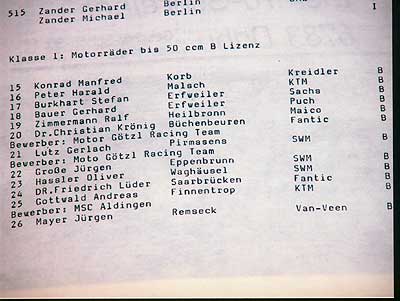 515 Zander Gerhard Berlin
Zander Michael Berlin I
Klasse 1: Motorräder bis 50 ccm B Lizenz
15 Konrad Manfred Korb Kreidler B
16 Peter Harald Malsch KTM B
17 Burkhart Stefan Erfweiler Sachs B
18 Bauer Gerhard Erfweiler Puch B
19 Zimmermann Ralf Heilbronn Maico B
20 Dr.Christian Krönig Büchenbeuren Fantic B
Bewerber: Motor Götzl Racing Team
21 Lutz Gerlach Pirmasens SWM B
Bewerber: Moto Götzl Racing Team
22 Große Jürgen Eppenbrunn SWM B
23 Hassler Oliver Waghäusel SWM B
24 DR.Friedrich Lüder Saarbrücken Fantic B
25 Gottwald Andreas Finnentrop KTM B
Bewerber: MSC Aldingen
26 Mayer Jürgen Remseck Van-Veen B